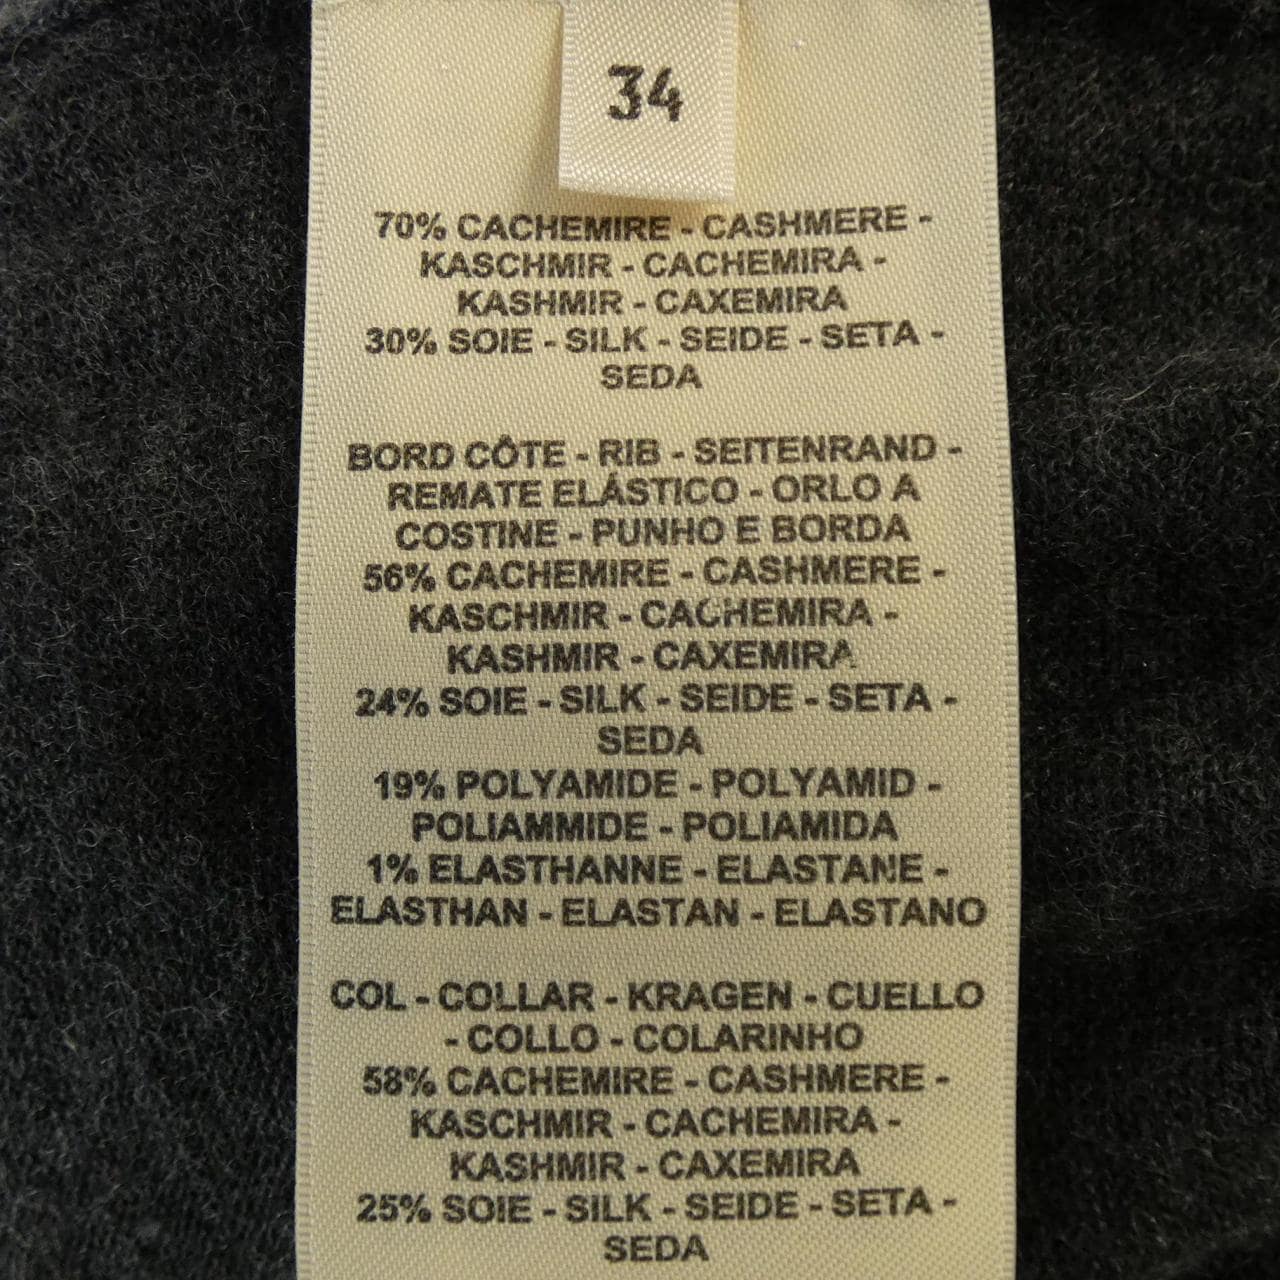 34
70% CACHEMIRE - CASHMERE -
KASCHMIR - CACHEMIRA -
KASHMIR - CAXEMIRA
30% SOIE - SILK - SEIDE - SETA -
SEDA
BORD CÔTE - RIB - SEITENRAND -
REMATE ELÁSTICO - ORLO A
COSTINE - PUNHO E BORDA
56% CACHEMIRE - CASHMERE -
KASCHMIR - CACHEMIRA -
KASHMIR - CAXEMIRA
24% SOIE - SILK - SEIDE - SETA -
SEDA
19% POLYAMIDE - POLYAMID -
POLIAMMIDE - POLIAMIDA
1% ELASTHANNE - ELASTANE -
ELASTHAN - ELASTAN - ELASTANO
COL - COLLAR - KRAGEN - CUELLO
- COLLO - COLARINHO
58% CACHEMIRE - CASHMERE -
KASCHMIR - CACHEMIRA -
KASHMIR - CAXEMIRA
25% SOIE - SILK - SEIDE - SETA -
SEDA